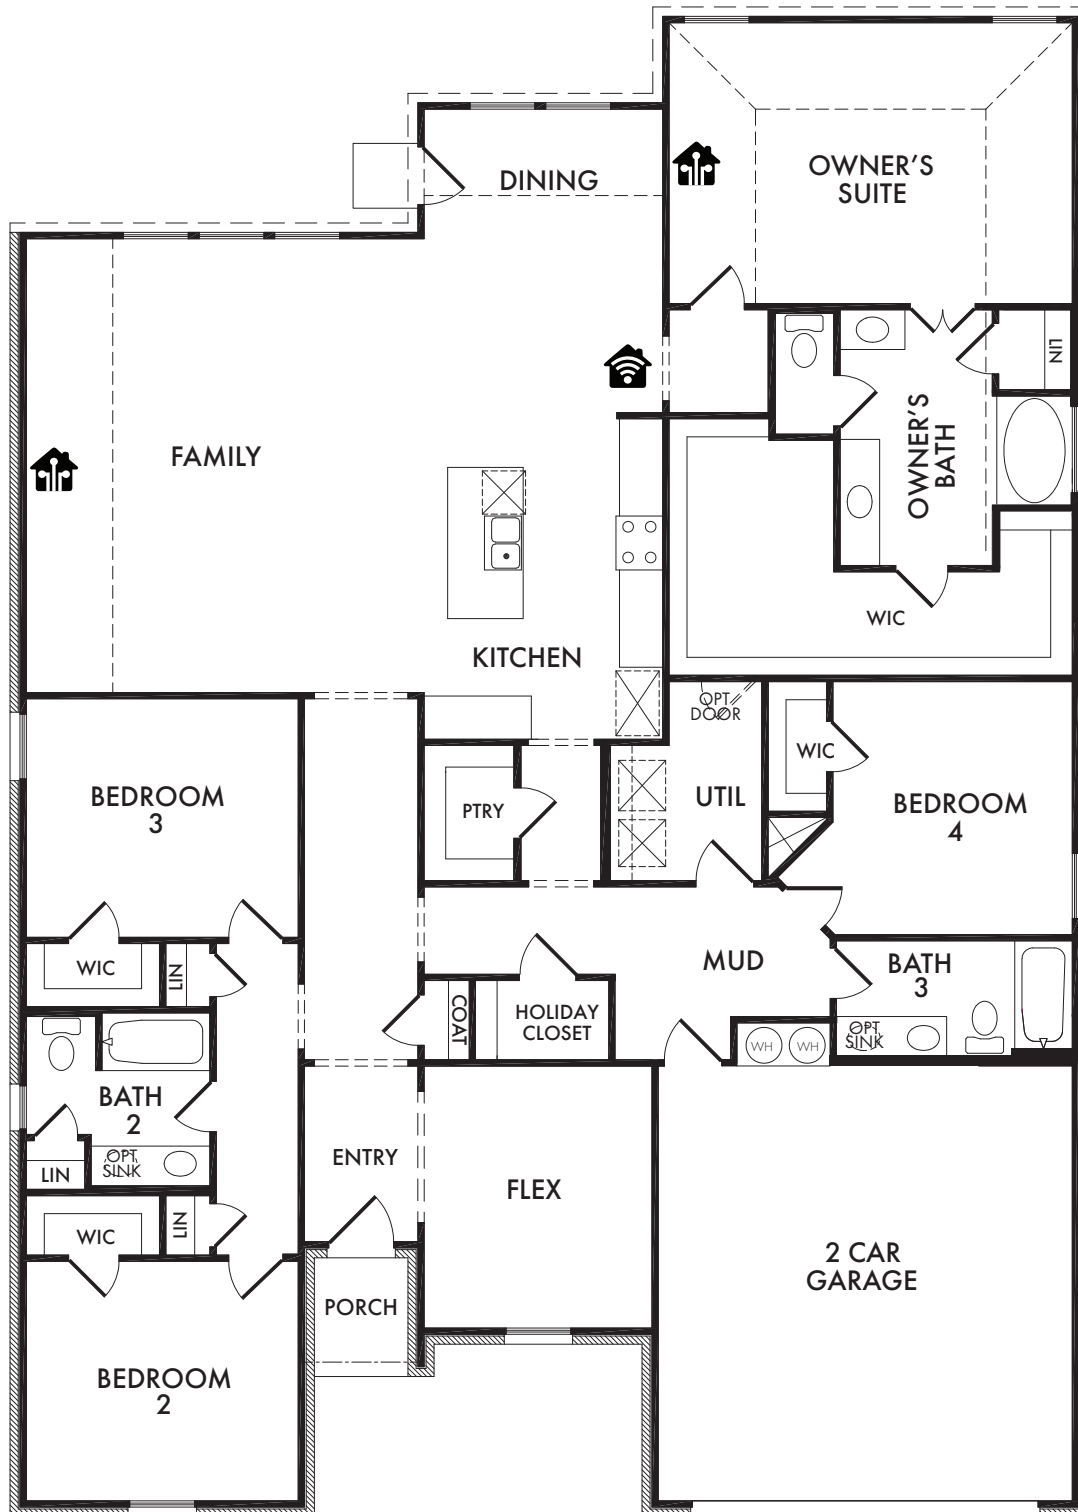 OWNER'S
SUITE
DINING
LIN
OWNER'S
BATH
FAMILY
WIC
KITCHEN
OPT
DOOR
WIC
BEDROOM
3
PTRY
UTIL
BEDROOM
4
WIC
LIN
MUD
BATH
3
COAT
HOLIDAY
CLOSET
OPT
SINK
WH
WH
BATH
2
OPT
SINK
LIN
ENTRY
FLEX
WIC
LIN
2 CAR
GARAGE
PORCH
BEDROOM
2